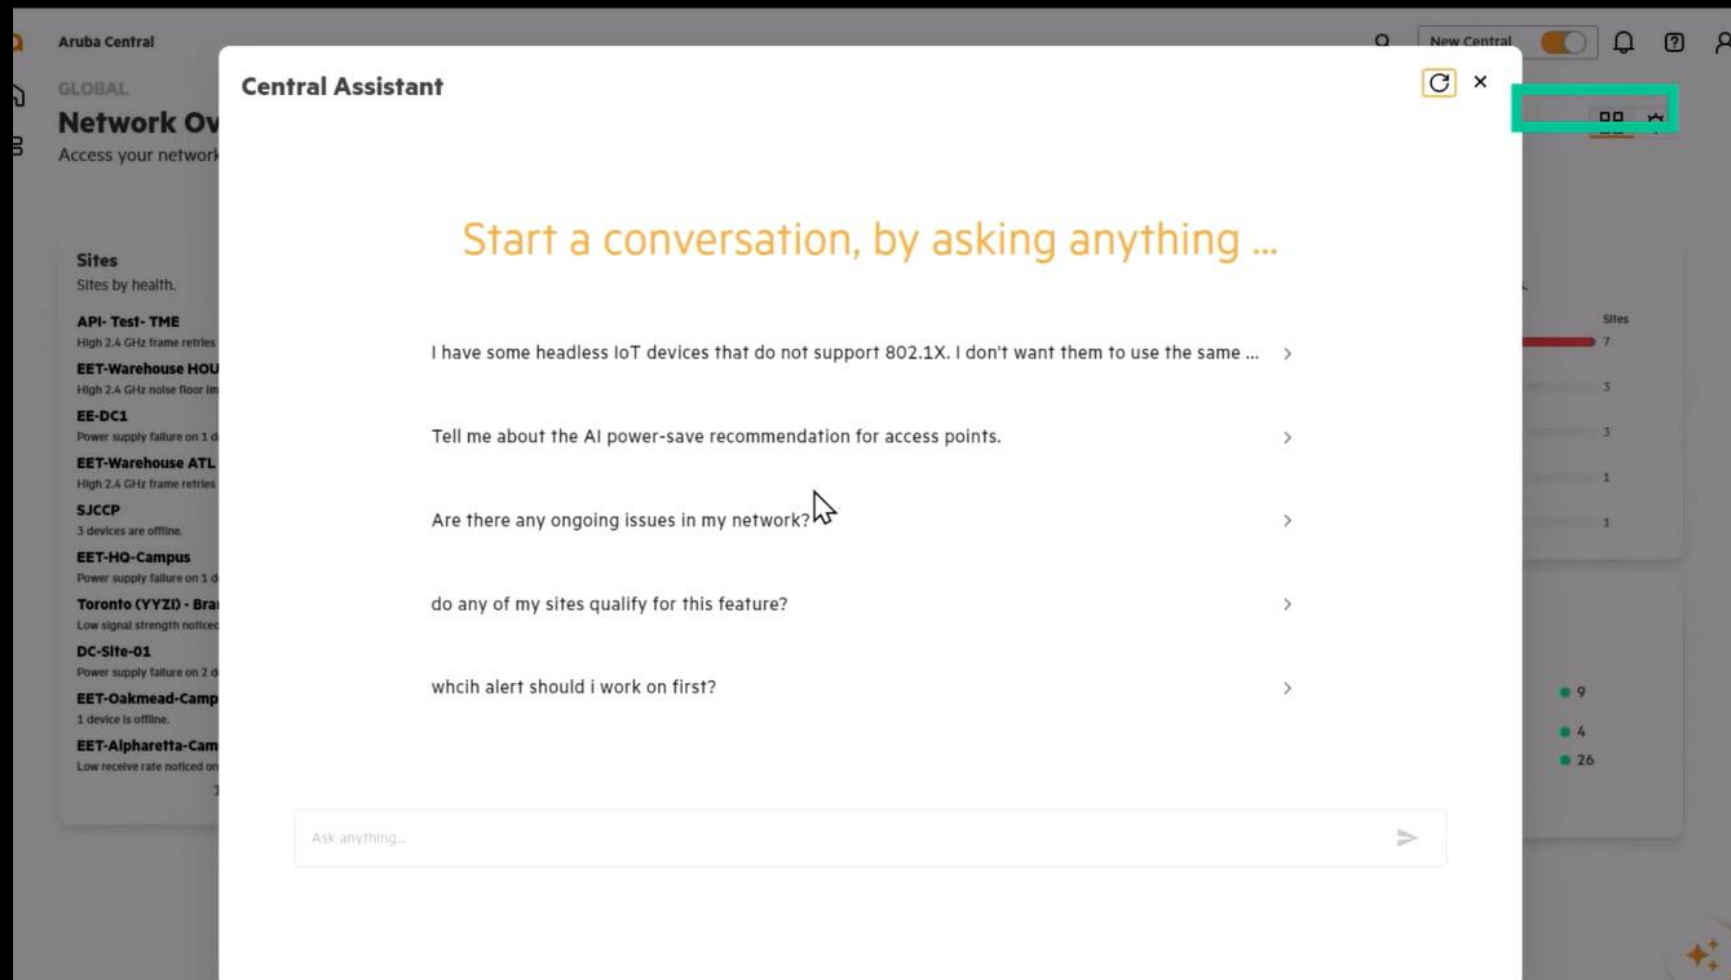 Aruba Central
New Central
GLOBAL
Network Ov
Access your network
Central Assistant
Start a conversation, by asking anything ...
I have some headless IoT devices that do not support 802.1X. I don't want them to use the same ...
Tell me about the AI power-save recommendation for access points.
Are there any ongoing issues in my network?
do any of my sites qualify for this feature?
whcih alert should i work on first?
Ask anything...
Sites
Sites by health.
API- Test- TME
High 2.4 GHz frame retries
EET-Warehouse HOU
High 2.4 GHz noise floor im
EE-DC1
Power supply failure on 1 d
EET-Warehouse ATL
High 2.4 GHz frame retries
SJCCP
3 devices are offline.
EET-HQ-Campus
Power supply failure on 1 d
Toronto (YYZI) - Bra
Low signal strength noticed
DC-Site-01
Power supply failure on 2 d
EET-Oakmead-Camp
1 device is offline.
EET-Alpharetta-Cam
Low receive rate noticed on
Sites
7
3
3
1
1
9
4
26